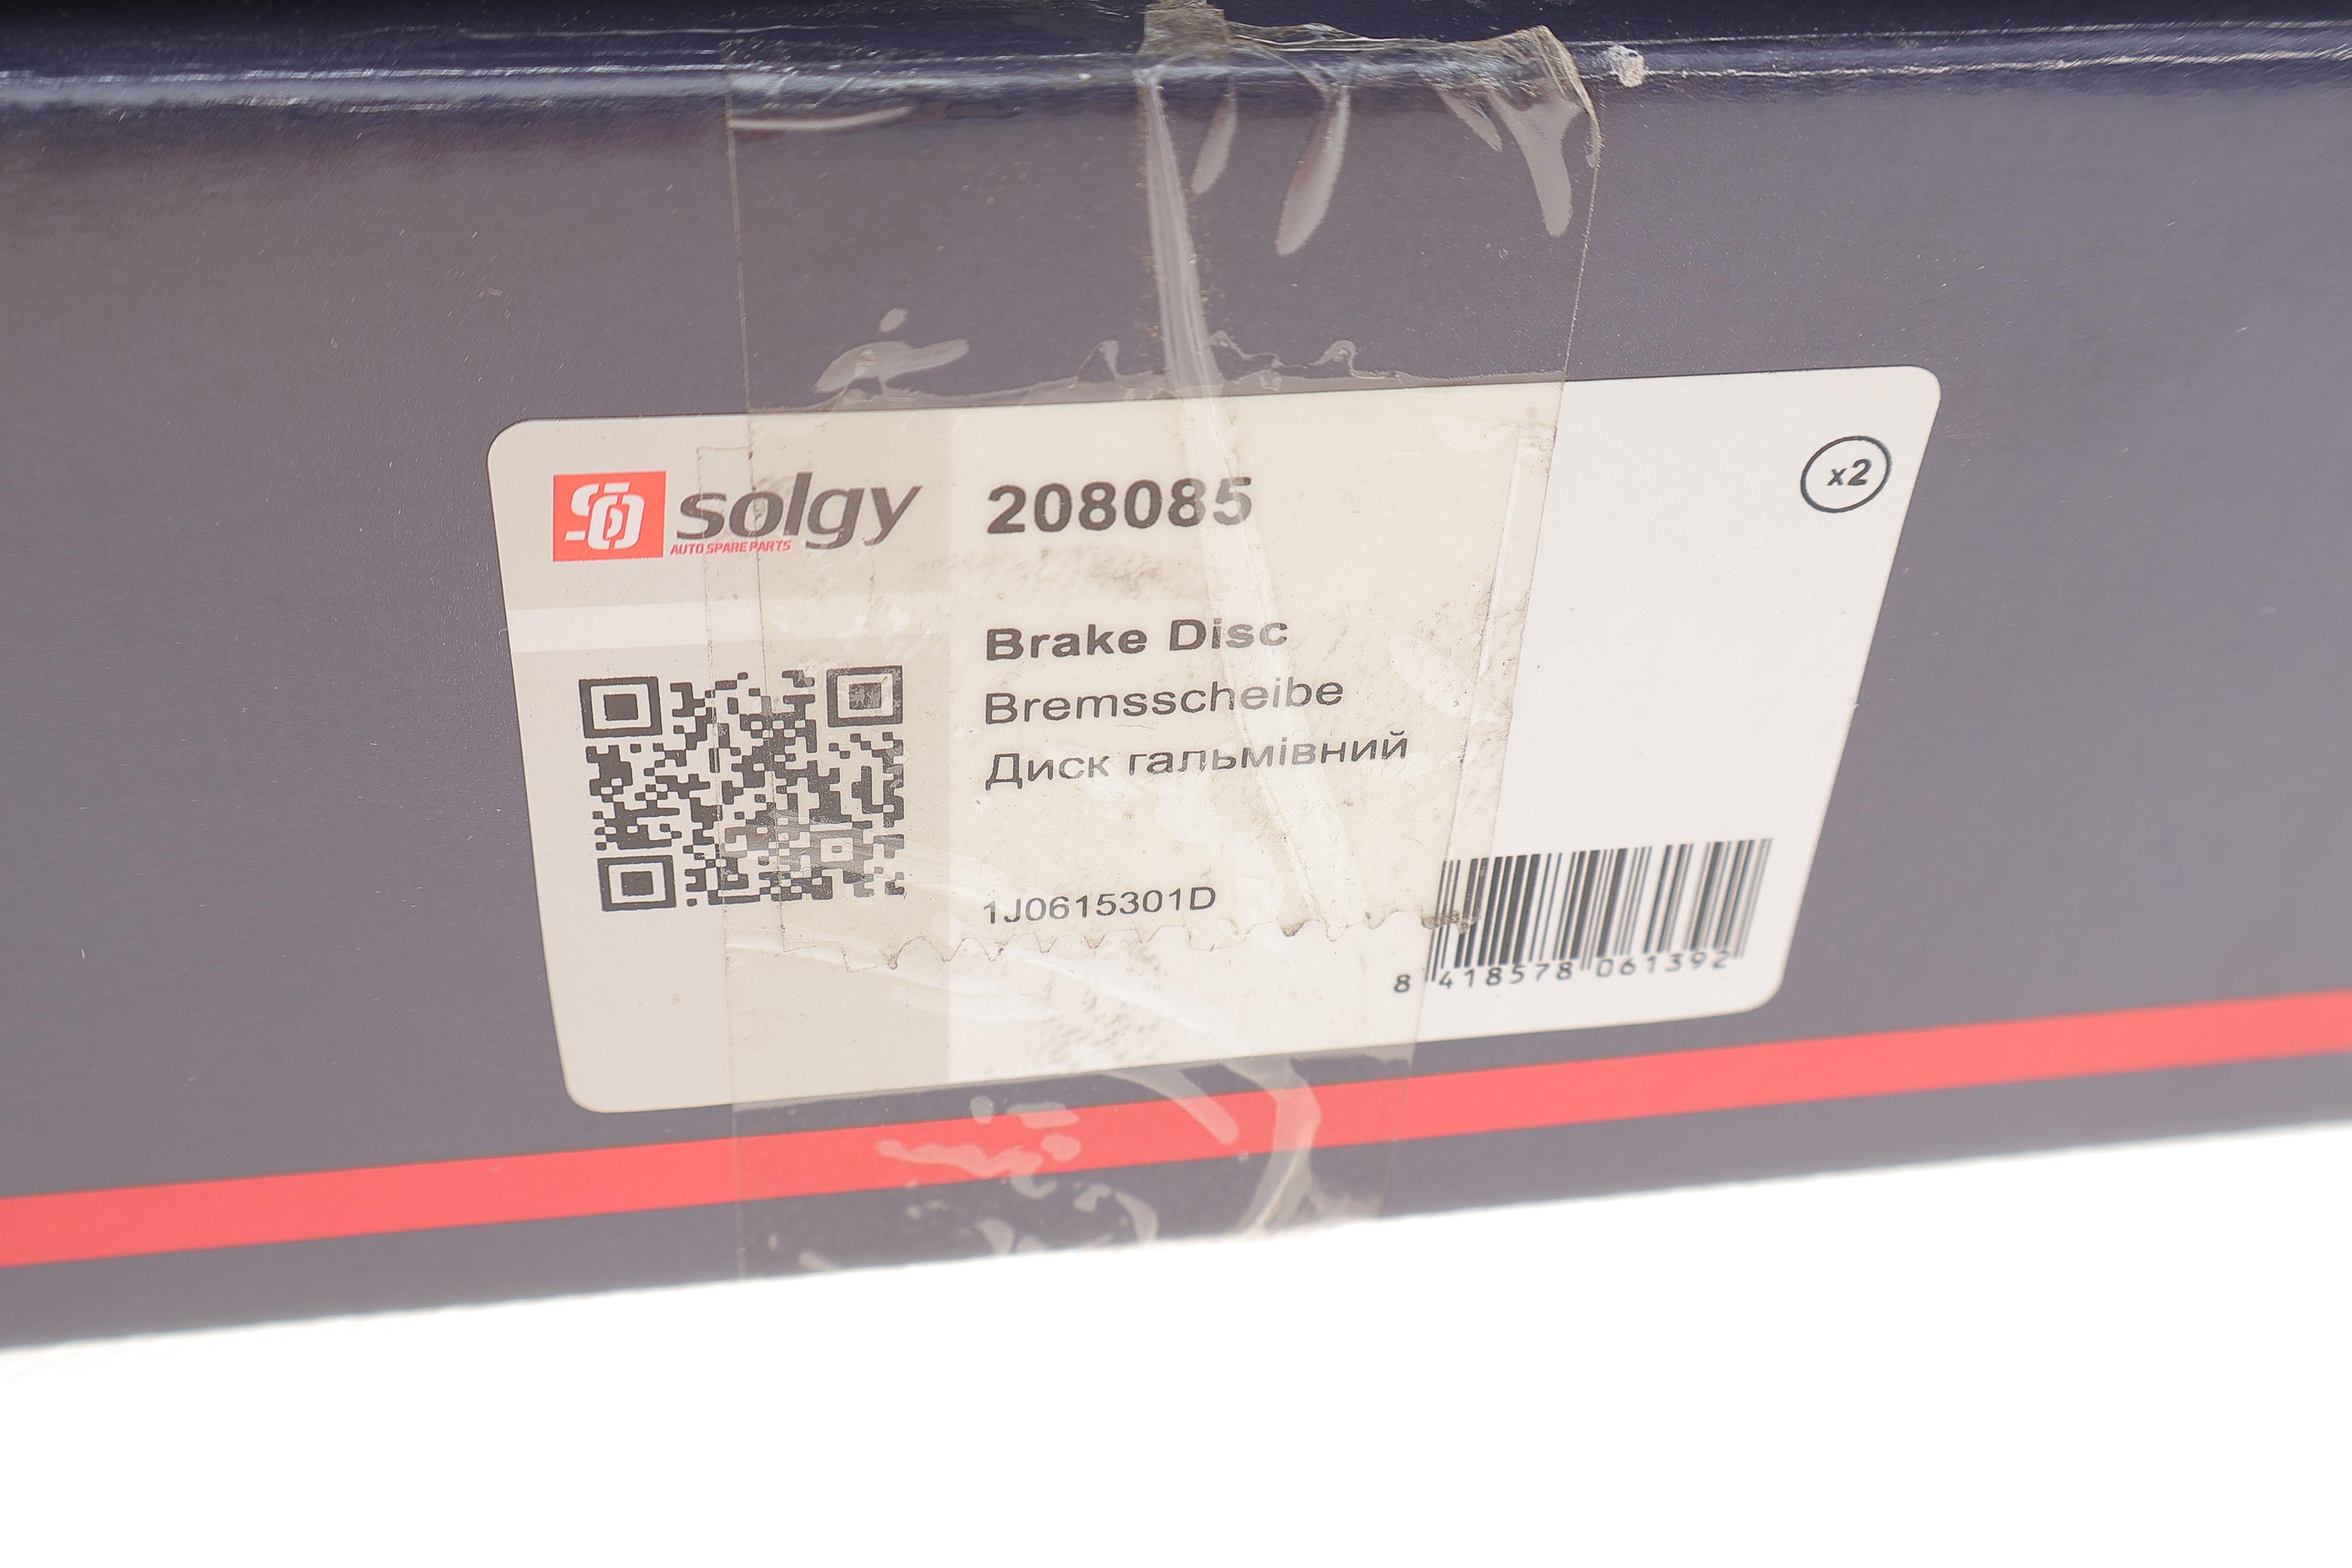 solgy
AUTO SPARE PARTS
208085
x2
Brake Disc
Bremsscheibe
Диск гальмівний
1J0615301D
8 418578 061392